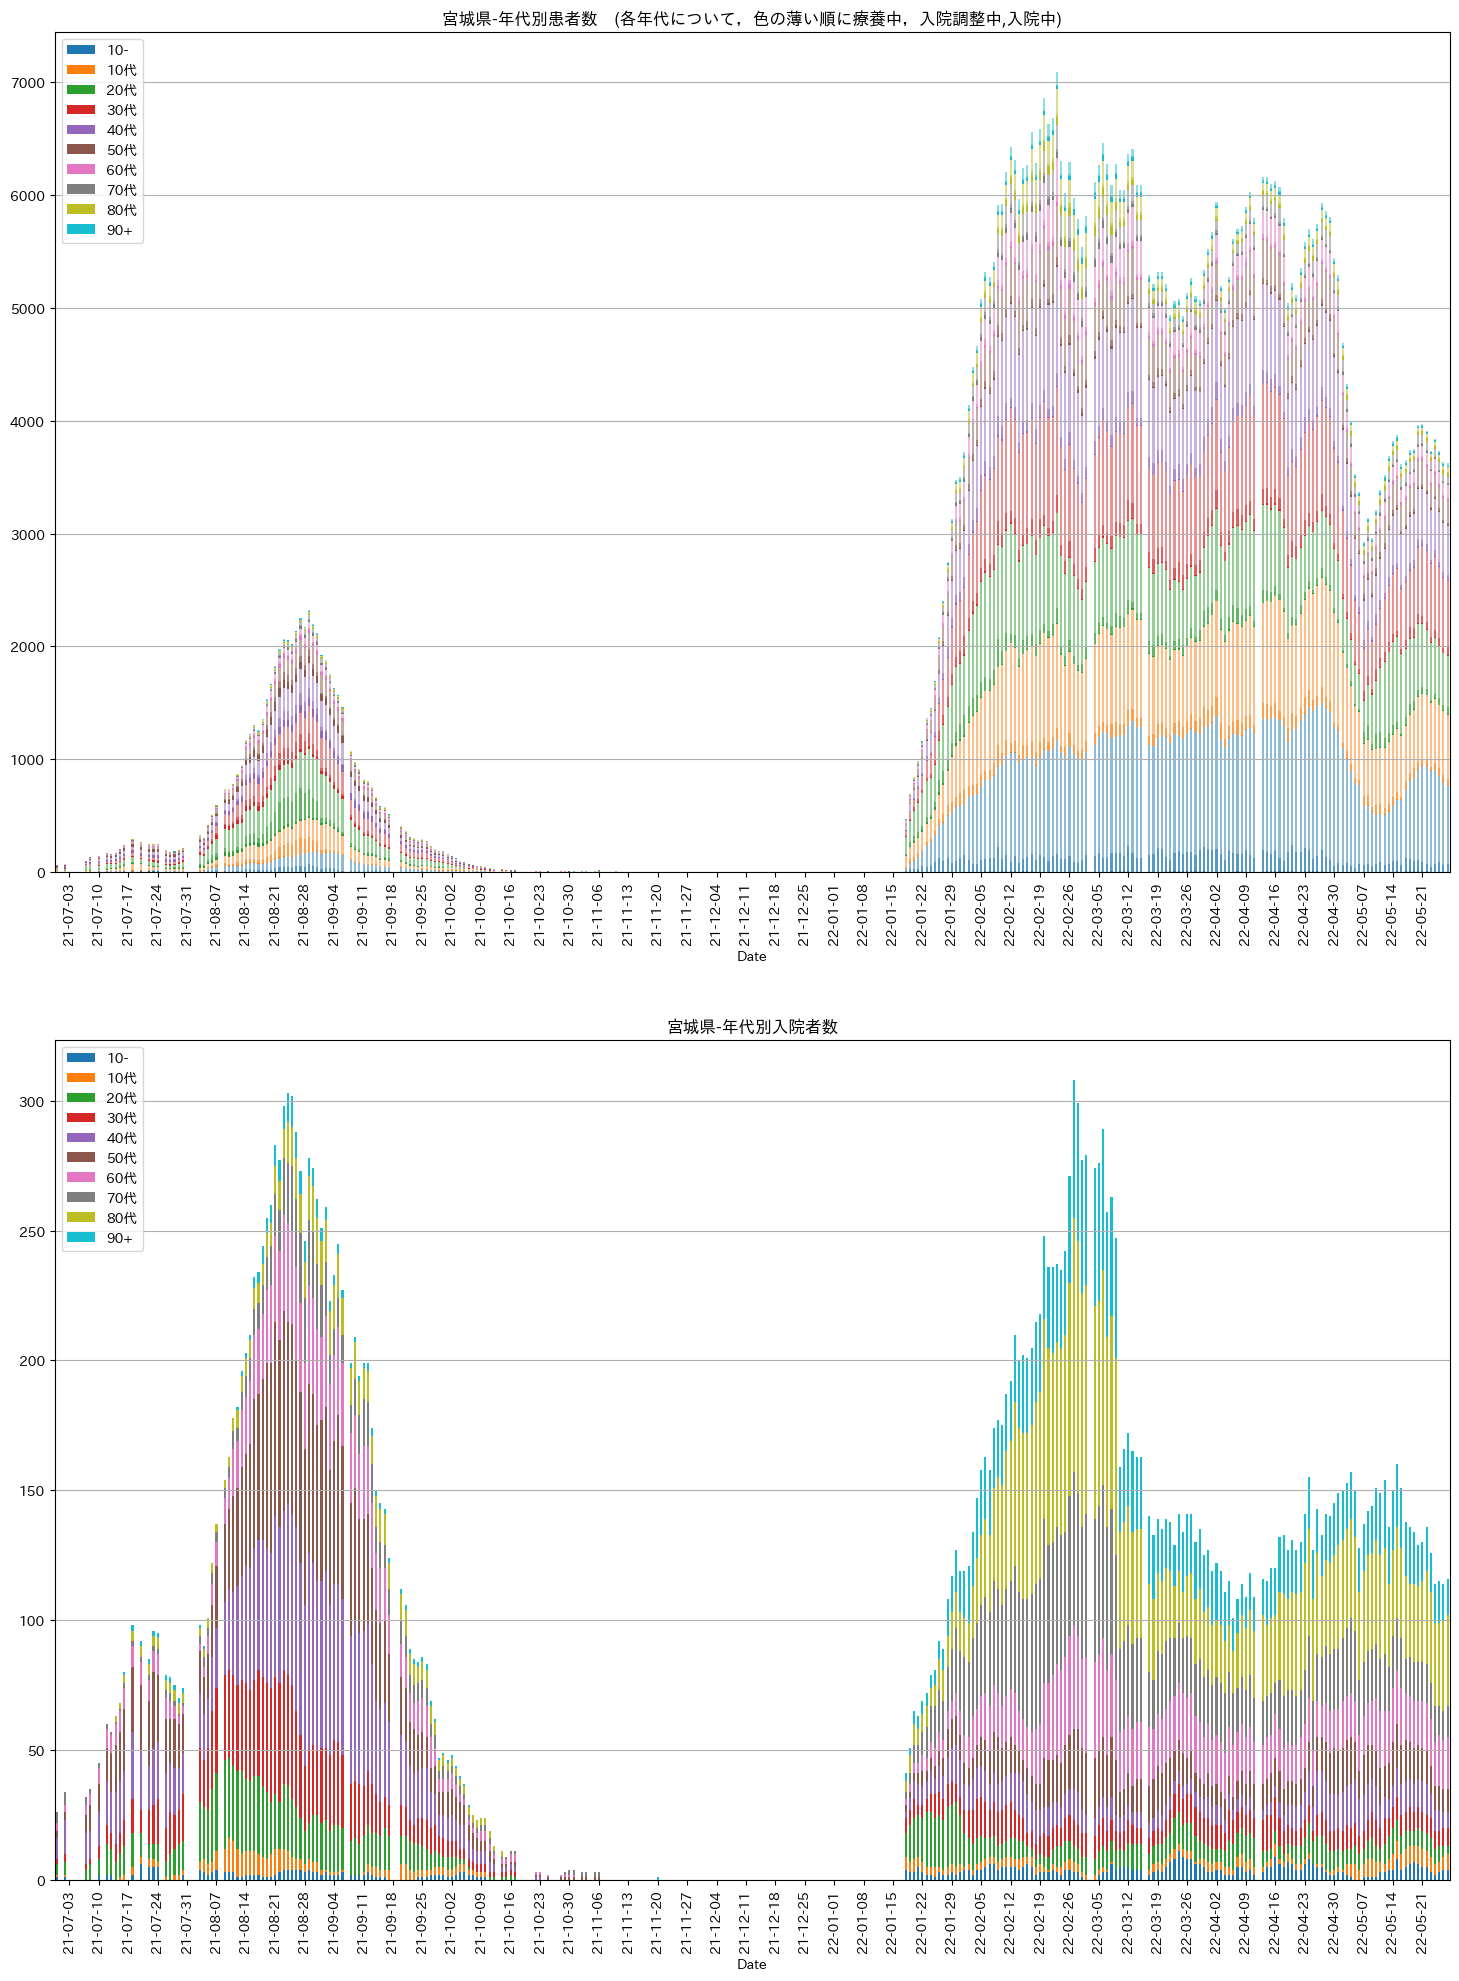 宮城県-年代別患者数　(各年代について，色の薄い順に療養中，入院調整中,入院中)
10-
10代
20代
30代
40代
50代
60代
70代
80代
90+
7000
6000
5000
4000
3000
2000
1000
0
21-07-03 21-07-10 21-07-17 21-07-24 21-07-31 21-08-07 21-08-14 21-08-21 21-08-28 21-09-04 21-09-11 21-09-18 21-09-25 21-10-02 21-10-09 21-10-16 21-10-23 21-10-30 21-11-06 21-11-13 21-11-20 21-11-27 21-12-04 21-12-11 21-12-18 21-12-25 22-01-01 22-01-08 22-01-15 22-01-22 22-01-29 22-02-05 22-02-12 22-02-19 22-02-26 22-03-05 22-03-12 22-03-19 22-03-26 22-04-02 22-04-09 22-04-16 22-04-23 22-04-30 22-05-07 22-05-14 22-05-21
Date
宮城県-年代別入院者数
10-
10代
20代
30代
40代
50代
60代
70代
80代
90+
300
250
200
150
100
50
0
21-07-03 21-07-10 21-07-17 21-07-24 21-07-31 21-08-07 21-08-14 21-08-21 21-08-28 21-09-04 21-09-11 21-09-18 21-09-25 21-10-02 21-10-09 21-10-16 21-10-23 21-10-30 21-11-06 21-11-13 21-11-20 21-11-27 21-12-04 21-12-11 21-12-18 21-12-25 22-01-01 22-01-08 22-01-15 22-01-22 22-01-29 22-02-05 22-02-12 22-02-19 22-02-26 22-03-05 22-03-12 22-03-19 22-03-26 22-04-02 22-04-09 22-04-16 22-04-23 22-04-30 22-05-07 22-05-14 22-05-21
Date